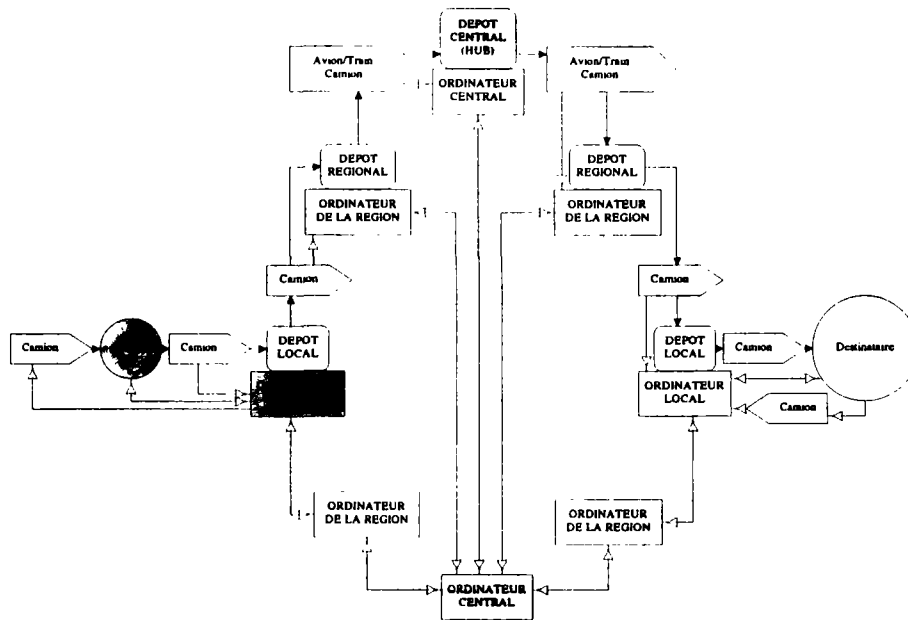 DEPOT
CENTRAL
(HUB)
Avion/Train
Camion
Avion/Train
Camion
ORDINATEUR
CENTRAL
DEPOT
REGIONAL
DEPOT
REGIONAL
ORDINATEUR
DE LA REGION
ORDINATEUR
DE LA REGION
Camion
Camion
Camion
Camion
DEPOT
LOCAL
DEPOT
LOCAL
Camion
Destinataire
ORDINATEUR
LOCAL
Camion
ORDINATEUR
DE LA REGION
ORDINATEUR
DE LA REGION
ORDINATEUR
CENTRAL